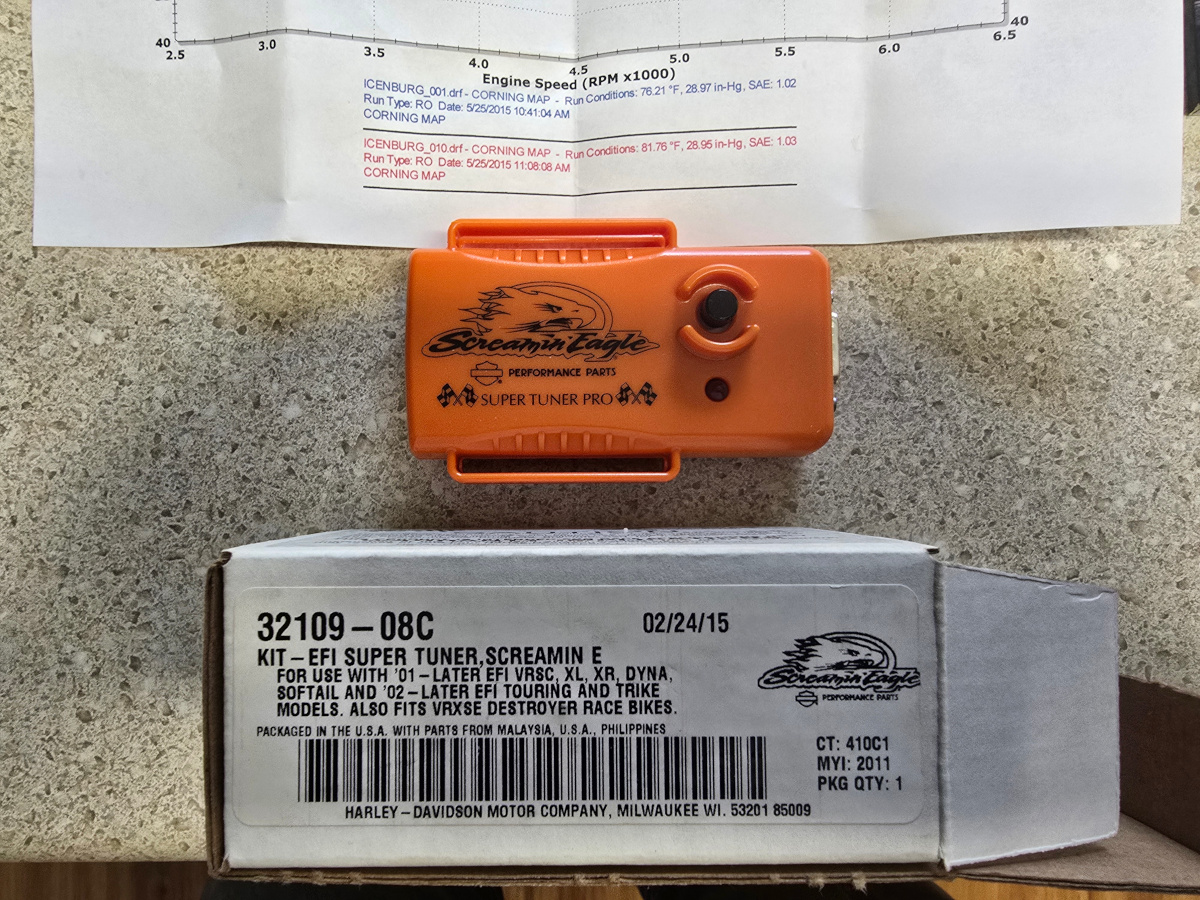 40
40
2.5
3.0
3.5
4.0
4.5
5.0
5.5
6.0
6.5
Engine Speed (RPM x1000)
ICENBURG_001.drf - CORNING MAP - Run Conditions: 76.21 °F, 28.97 in-Hg, SAE: 1.02
Run Type: RO Date: 5/25/2015 10:41:04 AM
CORNING MAP
ICENBURG_010.drf - CORNING MAP - Run Conditions: 81.76 °F, 28.95 in-Hg, SAE: 1.03
Run Type: RO Date: 5/25/2015 11:08:08 AM
CORNING MAP
Screamin' Eagle
PERFORMANCE PARTS
SUPER TUNER PRO
32109-08C
02/24/15
KIT-EFI SUPER TUNER,SCREAMIN E
FOR USE WITH '01-LATER EFI VRSC, XL, XR, DYNA,
SOFTAIL AND '02-LATER EFI TOURING AND TRIKE
MODELS. ALSO FITS VRXSE DESTROYER RACE BIKES.
Screamin' Eagle
PERFORMANCE PARTS
PACKAGED IN THE U.S.A. WITH PARTS FROM MALAYSIA, U.S.A., PHILIPPINES
CT: 410C1
MYI: 2011
PKG QTY: 1
HARLEY-DAVIDSON MOTOR COMPANY, MILWAUKEE WI. 53201 85009